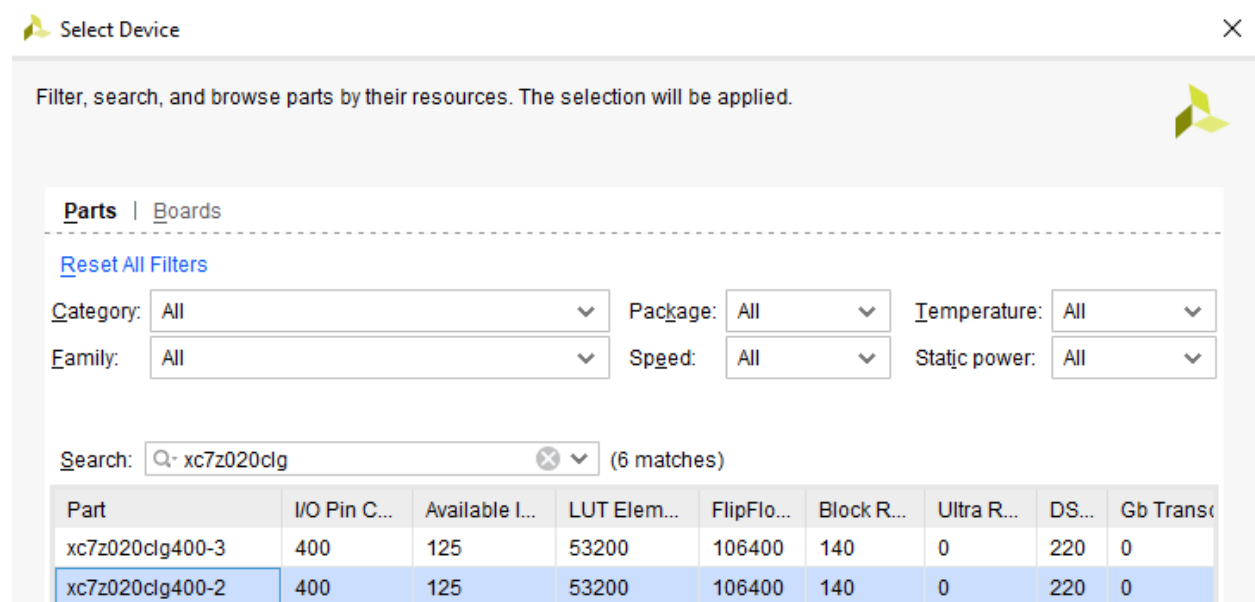 Select Device
Filter, search, and browse parts by their resources. The selection will be applied.
Parts | Boards
Reset All Filters
Category: All Package: All Temperature: All
Family: All Speed: All Static power: All
Search: xc7z020clg (6 matches)
Part I/O Pin C... Available I... LUT Elem... FlipFlo... Block R... Ultra R... DS... Gb Transc
xc7z020clg400-3 400 125 53200 106400 140 0 220 0
xc7z020clg400-2 400 125 53200 106400 140 0 220 0